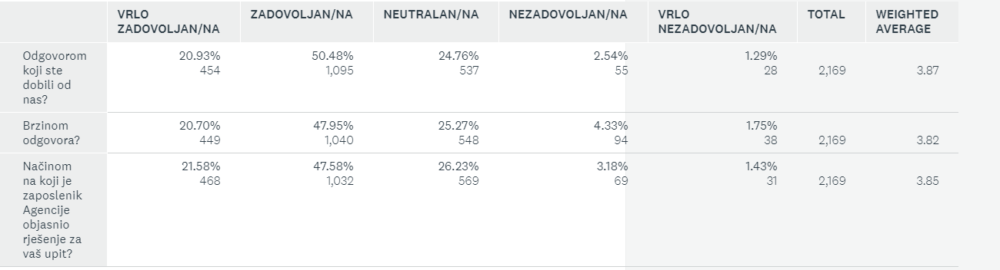 VRLO ZADOVOLJAN/NA ZADOVOLJAN/NA NEUTRALAN/NA NEZADOVOLJAN/NA VRLO NEZADOVOLJAN/NA TOTAL WEIGHTED AVERAGE
Odgovorom 20.93% 50.48% 24.76% 2.54% 1.29%
koji ste 454 1,095 537 55 28 2,169 3.87
dobili od
nas?
Brzinom 20.70% 47.95% 25.27% 4.33% 1.75%
odgovora? 449 1,040 548 94 38 2,169 3.82
Načinom 21.58% 47.58% 26.23% 3.18% 1.43%
na koji je 468 1,032 569 69 31 2,169 3.85
zaposlenik
Agencije
objasnio
rješenje za
vaš upit?